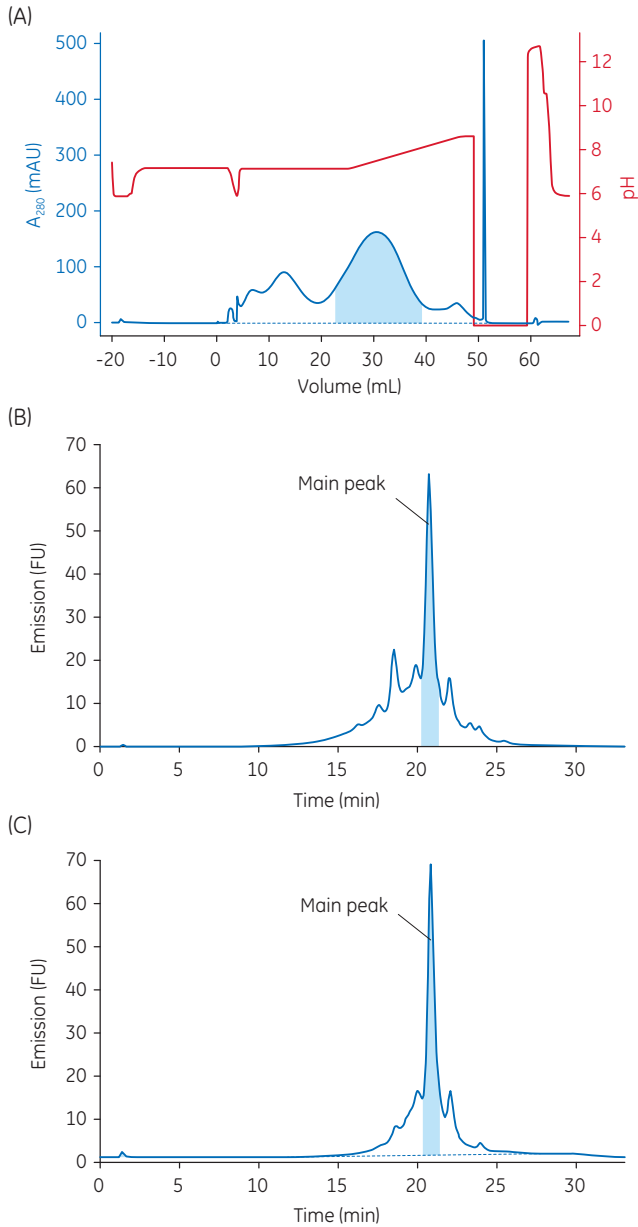 (A)
500
400
300
200
100
0
A280 (mAU)
12
10
8
6
4
2
0
pH
-20 -10 0 10 20 30 40 50 60
Volume (mL)
(B)
70
60
50
40
30
20
10
0
Emission (FU)
Main peak
0 5 10 15 20 25 30
Time (min)
(C)
70
60
50
40
30
20
10
0
Emission (FU)
Main peak
0 5 10 15 20 25 30
Time (min)